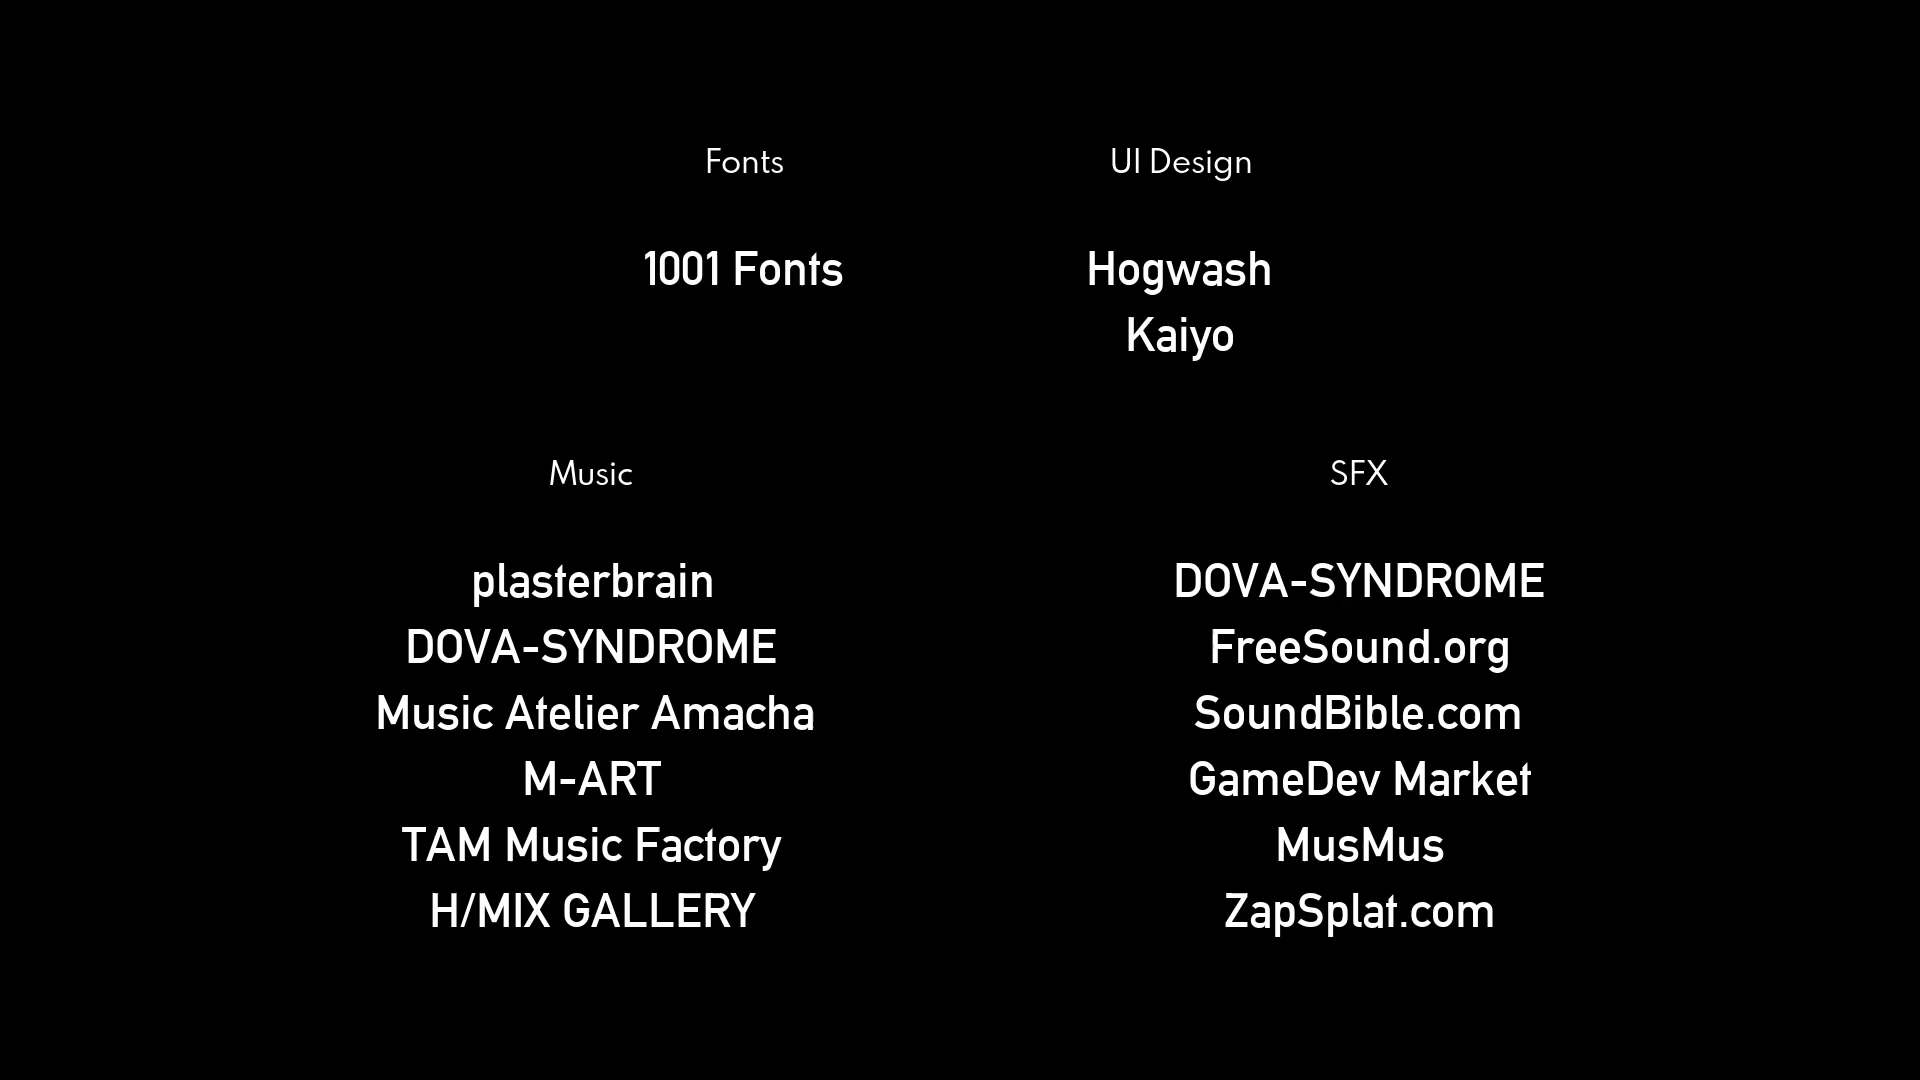 Fonts
1001 Fonts
UI Design
Hogwash
Kaiyo
Music
plasterbrain
DOVA-SYNDROME
Music Atelier Amacha
M-ART
TAM Music Factory
H/MIX GALLERY
SFX
DOVA-SYNDROME
FreeSound.org
SoundBible.com
GameDev Market
MusMus
ZapSplat.com